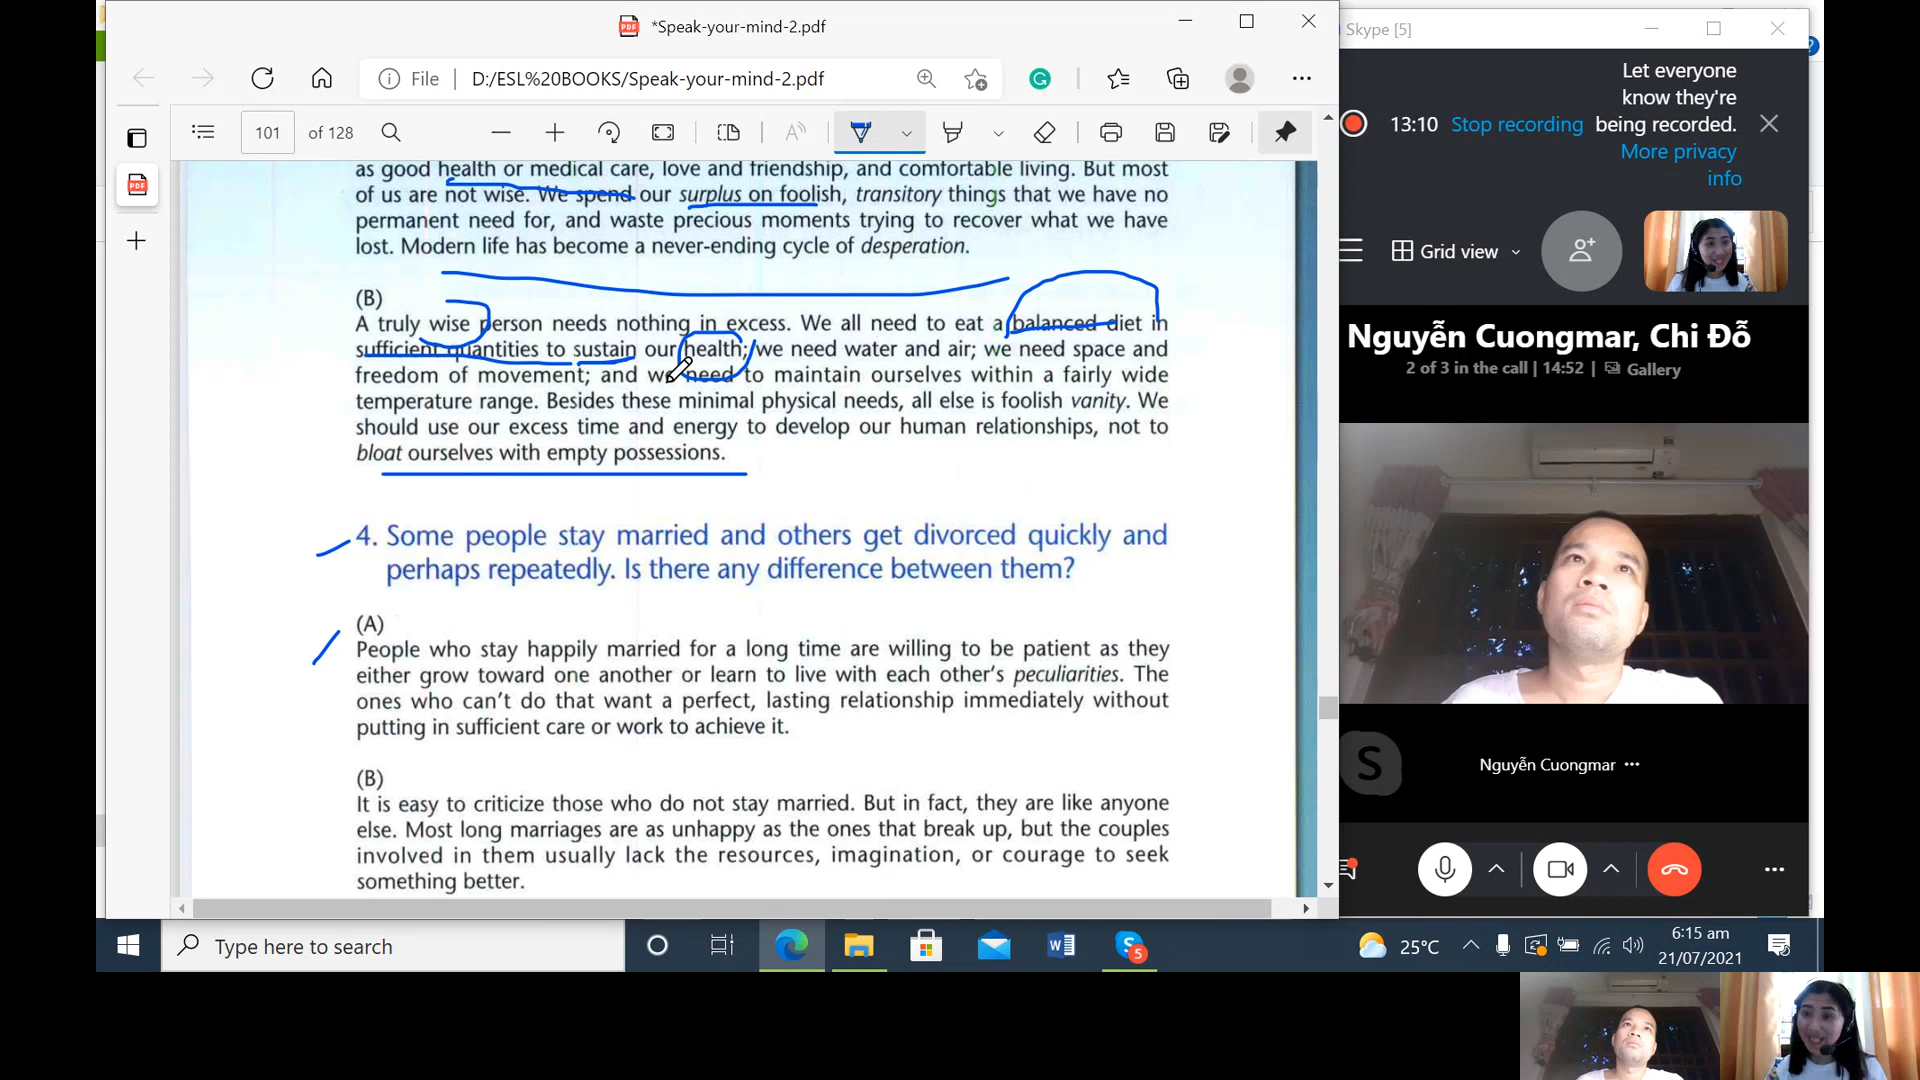 *Speak-your-mind-2.pdf
File
D:/ESL%20BOOKS/Speak-your-mind-2.pdf
101 of 128
as good health or medical care, love and friendship, and comfortable living. But most
of us are not wise. We spend our surplus on foolish, transitory things that we have no
permanent need for, and waste precious moments trying to recover what we have
lost. Modern life has become a never-ending cycle of desperation.
(B)
A truly wise person needs nothing in excess. We all need to eat a balanced diet in
sufficient quantities to sustain our health; we need water and air; we need space and
freedom of movement; and we need to maintain ourselves within a fairly wide
temperature range. Besides these minimal physical needs, all else is foolish vanity. We
should use our excess time and energy to develop our human relationships, not to
bloat ourselves with empty possessions.
4. Some people stay married and others get divorced quickly and
perhaps repeatedly. Is there any difference between them?
(A)
People who stay happily married for a long time are willing to be patient as they
either grow toward one another or learn to live with each other's peculiarities. The
ones who can't do that want a perfect, lasting relationship immediately without
putting in sufficient care or work to achieve it.
(B)
It is easy to criticize those who do not stay married. But in fact, they are like anyone
else. Most long marriages are as unhappy as the ones that break up, but the couples
involved in them usually lack the resources, imagination, or courage to seek
something better.
Skype [5]
13:10 Stop recording
Let everyone
know they're
being recorded.
More privacy
info
Grid view
Nguyễn Cuongmar, Chi Đỗ
2 of 3 in the call | 14:52 | Gallery
S
Nguyễn Cuongmar
Type here to search
5
25°C
6:15 am
21/07/2021
5